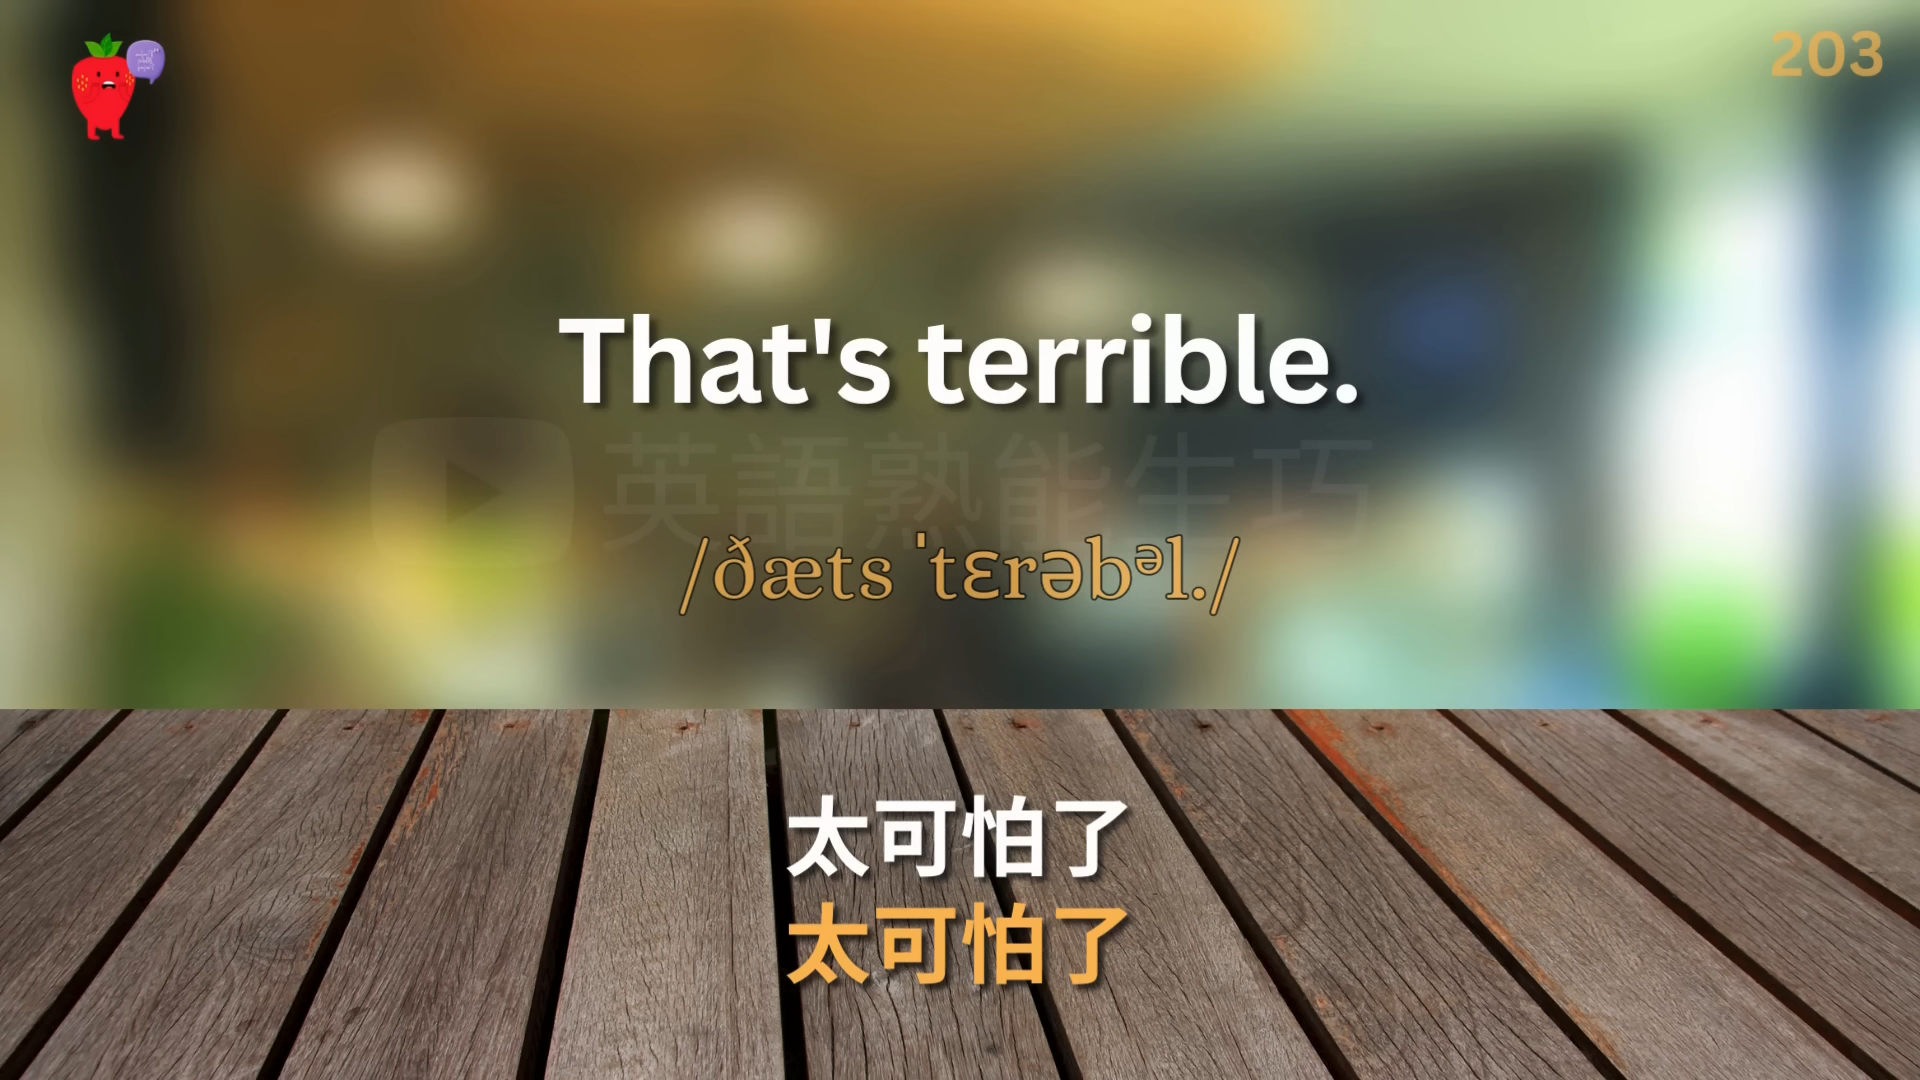 203
That's terrible.
英語熟能生巧
/ðæts ˈtɛrəbᵊl./
太可怕了
太可怕了